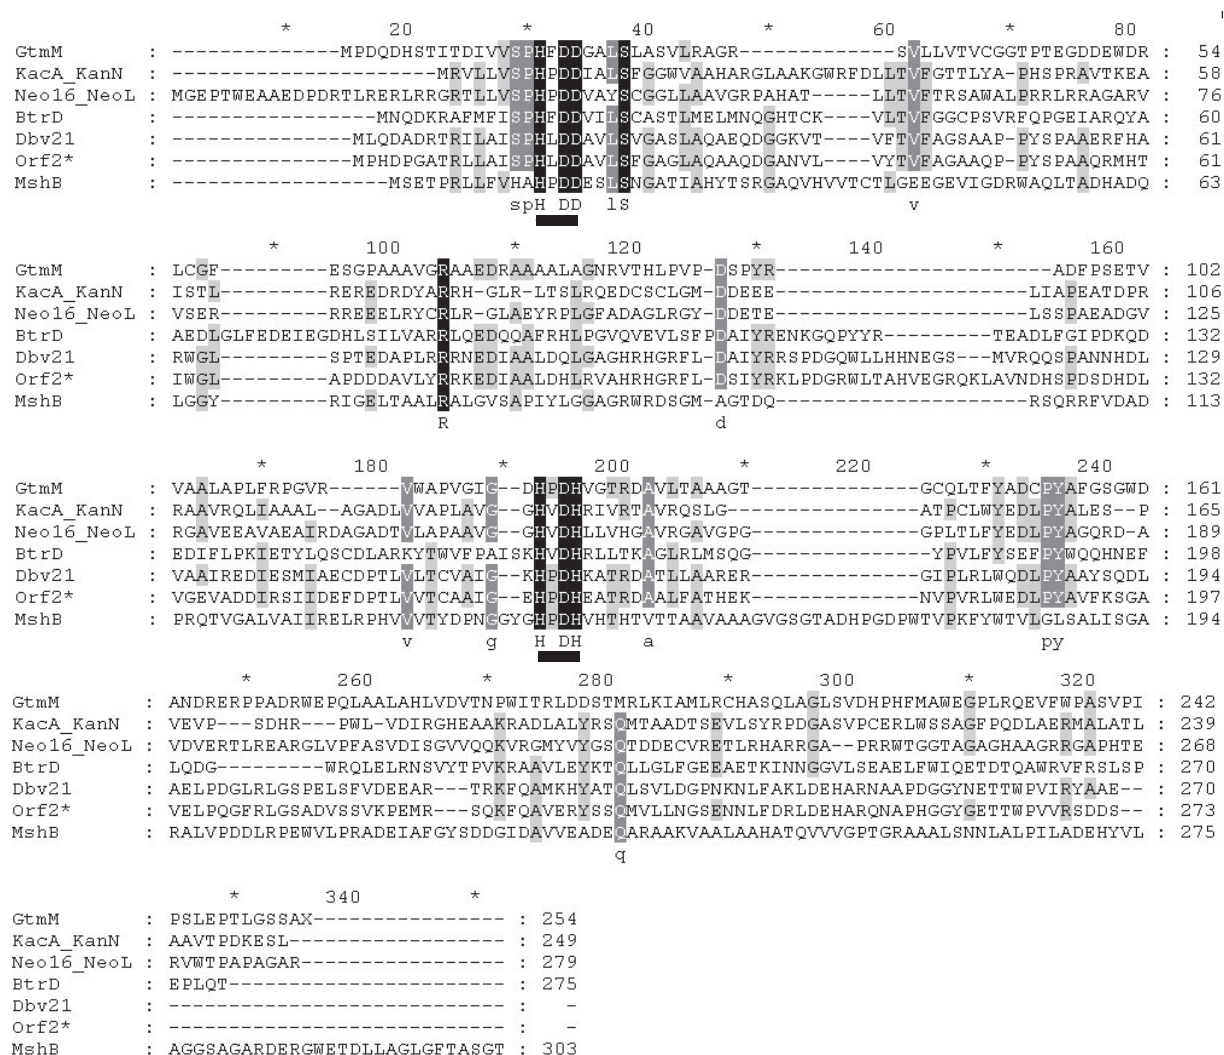 * 20 * 40 * 60 * 80
GtmM : --------------MPDQDHSTITDIVVSPHFDDGALSLASVLRAGR-------------SVLLVTVCGGTPTEGDDEWDR : 54
KacA_KanN : ----------------------MRVLLVSPHPDDIALSFGGWVAAHARGLAAKGWRFDLLTVFGTTLYA-PHSPRAVTKEA : 58
Neo16_NeoL : MGEPTWEAAEDPDRTLRERLRRGRTLLVSPHPDDVAYSCGGLLAAVGRPAHAT------LLTVFTRSAWALPRRLRRAGARV : 76
BtrD : -----------------MNQDKRAFMFISPHFDDVILSCASTLMELMNQGHTCK-----VLTVFGGCPSVRFQPGEIARQYA : 60
Dbv21 : ---------------MLQDADRTRILAISPHLDDAVLSVGASLAQAEQDGGKVT-----VFTVFAGSAAP-PYSPAAERFHA : 61
Orf2* : ---------------MPHDPGATRLLAISPHLDDAVLSFGAGLAQAAQDGANVL-----VYTVFAGAAQP-PYSPAAQRMHT : 61
MshB : ------------------MSETPRLLFVHAHPDDESLSNGATIAHYTSRGAQVHVVTCTLGEEGEVIGDRWAQLTADHADQ : 63
spH DD lS v
* 100 * 120 * 140 * 160
GtmM : LCGF---------ESGPAAAVGRAAEDRAAAALAGNRVTHLPVP-DSPYR-----------------------ADFPSETV : 102
KacA_KanN : ISTL---------REREDRDYARRH-GLR-LTSLRQEDCSCLGM-DDEEE---------------------LIAPEATDPR : 106
Neo16_NeoL : VSER---------RREELRYCRLR-GLAEYRPLGFADAGLRGY-DDETE---------------------LSSPAEADGV : 125
BtrD : AEDLGLFEDEIEGDHLSILVARRLQEDQQAFRHLPGVQVEVLSFPDAIYRENKGQPYYR------TEADLFGIPDKQD : 132
Dbv21 : RWGL---------SPTEDAPLRRRNEDIAALDQLGAGHRHGRFL-DAIYRRSPDGQWLLHHNEGS---MVRQQSPANNHDL : 129
Orf2* : IWGL---------APDDDAVLYRRKEDIAALDHLRVAHRHGRFL-DSIYRKLPDGRWLTAHVEGRQKLAVNDHSPDSDHDL : 132
MshB : LGGY---------RIGELTAALRALGVSAPIYLGGAGRWRDSGM-AGTDQ------------------RSQRRFVDAD : 113
R d
* 180 * 200 * 220 * 240
GtmM : VAALAPLFRPGVR----VWAPVGIG--DHPDHVGTRDAVLTAAAGT------------GCQLTFYADCPYAFGSGWD : 161
KacA_KanN : RAAVRQLIAAAL--AGADLVVAPLAVG--GHVDHRIVRTAVRQSLG------------ATPCLWYEDLPYALES--P : 165
Neo16_NeoL : RGAVEEAVAEAIRDAGADTVLAPAAVG--GHVDHLLVHGAVRGAVGPG----------GPLTLFYEDLPYAGQRD-A : 189
BtrD : EDIFLPKIETYLQSCDLARKYTWVFPAISKHVDHRLLTKAGLRLMSQG----------YPVLFYSEFPYWQQHNEF : 198
Dbv21 : VAAIREDIESMIAECDPTLVLTCVAIG--KHPDHKATRDATLLAARER----------GIPLRLWQDLPYAAYSQDL : 194
Orf2* : VGEVADDIRSIIDEFDPTLVVTCAAIG--EHPDHEATRDAALFATHEK----------NVPVRLWEDLPYAVFKSGA : 197
MshB : PRQTVGALVAIIRELRPHVVVTYDPNGGYGHPDHVHTHTVTTAAVAAAGVGSGTADHPGDPWTVPKFYWTVLGLSALISGA : 194
v g H DH a py
* 260 * 280 * 300 * 320
GtmM : ANDRERPPADRWEPQLAALAHLVDVTNPWITRLDDSTMRLKIAMLRCHASQLAGLSVDHPHFMAWEGPLRQEVFWPASVPI : 242
KacA_KanN : VEVP----SDHR--PWL-VDIRGHEAAKRADLALYRSQMTAADTSEVLSYRPDGASVPCERLWSSAGFPQDLAERMALATL : 239
Neo16_NeoL : VDVERTLREARGLVPFASVDISGVVQQKVRGMYVYGSQTDDECVRETLRHARRGA--PRRWTGGTAGAGHAAGRRGAPHTE : 268
BtrD : LQDG---------WRQLELRNSVYTPVKRAAVLEYKTQLLGLFGEEAETKINNGGVLSEAELFWIQETDTQAWRVFRSLSP : 270
Dbv21 : AELPDGLRLGSPELSFVDEEAR---TRKFQAMKHYATQLSVLDGPNKNLFAKLDEHARNAAPDGGYNETTWPVIRYAAE-- : 270
Orf2* : VELPQGFRLGSADVSSVKPEMR---SQKFQAVERYSSQMVLLNGSENNLFDRLDEHARQNAPHGGYGETTWPVVRSDDS-- : 273
MshB : RALVPDDLRPEWVLPRADEIAFGYSDDGIDAVVEADEQARAAKVAALAAHATQVVVGPTGRAAALSNNLALPILADEHYVL : 275
q
* 340 *
GtmM : PSLEPTLGSSAX---------------- : 254
KacA_KanN : AAVTPDKESL------------------ : 249
Neo16_NeoL : RVWTPAPAGAR----------------- : 279
BtrD : EPLQT----------------------- : 275
Dbv21 : ---------------------------- : -
Orf2* : ---------------------------- : -
MshB : AGGSAGARDERGWETDLLAGLGFTASGT : 303